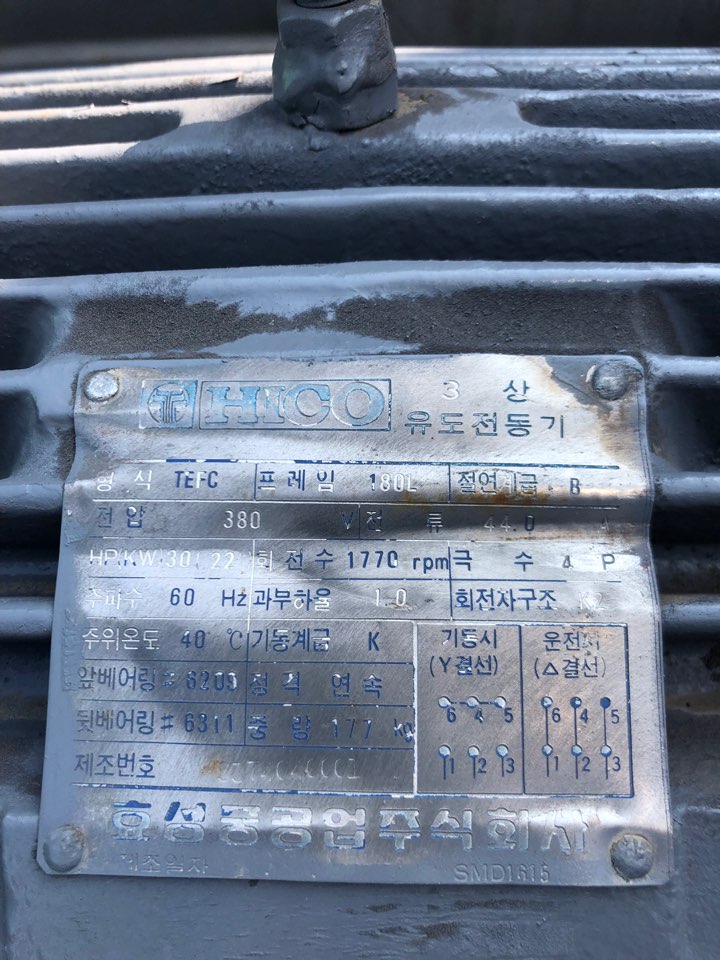 HICO 3 상
유도전동기
형식 TEFC 프레임 180L 절연계급 B
전압 380 V 전류 44.0 A
HP/KW 30/22 회전수 1770 rpm 극수 4 P
주파수 60 Hz 과부하율 1.0 회전자구조
주위온도 40 ℃ 기동계급 K 기동시 운전시
(Y결선) (△결선)
앞베어링 # 정격 연속
6 4 5 6 4 5
뒷베어링 # 6311 중량 177 kg
1 2 3 1 2 3
제조번호
효성중공업주식회사
제조일자 SMD1615